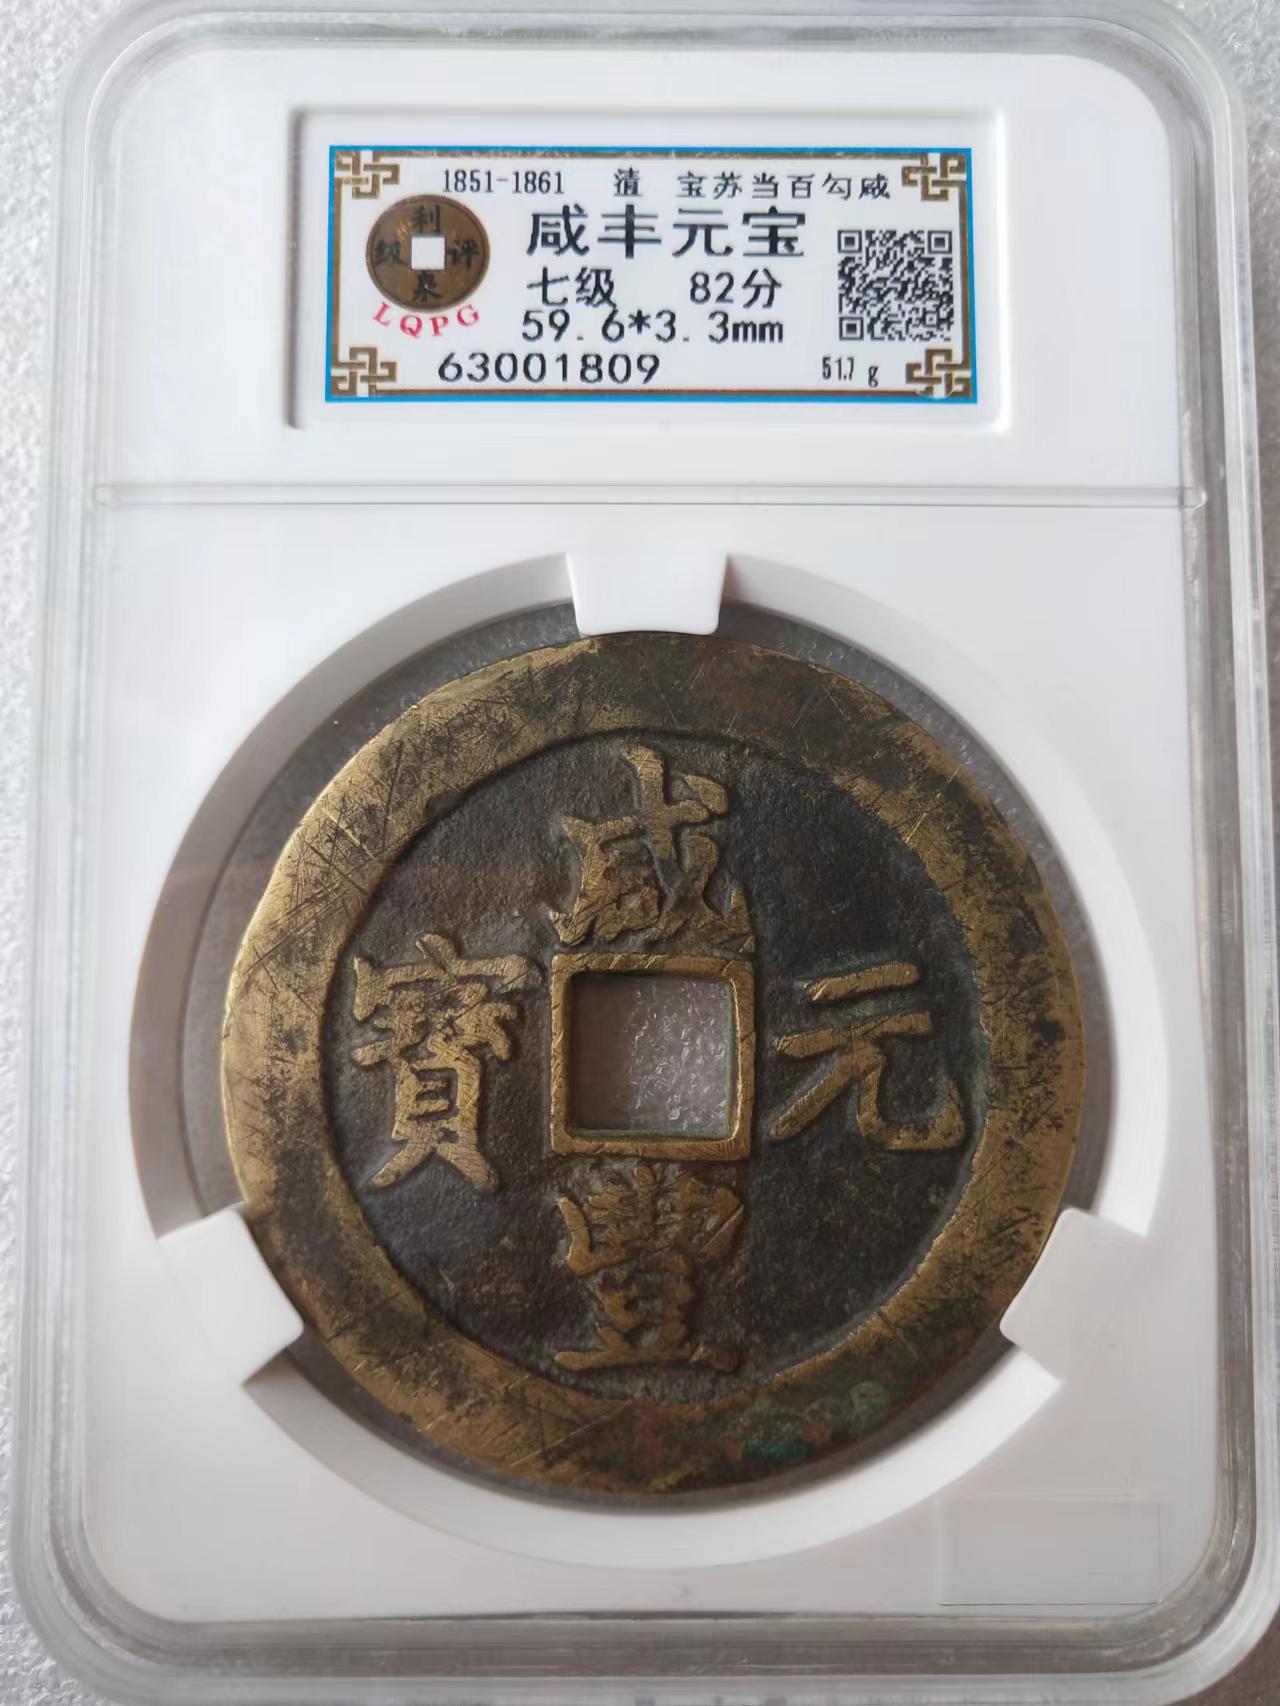 1851-1861 清 宝苏当百勾咸
咸丰元宝
七级 82分
59.6*3.3mm
63001809
51.7 g
利泉评级
LQPG
咸豐元寶